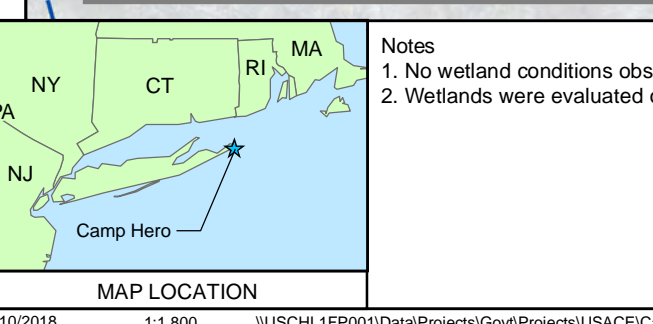 MA
RI
NY
CT
PA
NJ
Camp Hero
MAP LOCATION
Notes
1. No wetland conditions obs
2. Wetlands were evaluated
10/2018 1:1,800 \\USCHL1FP001\Data\Projects\Govt\Projects\USACE\C